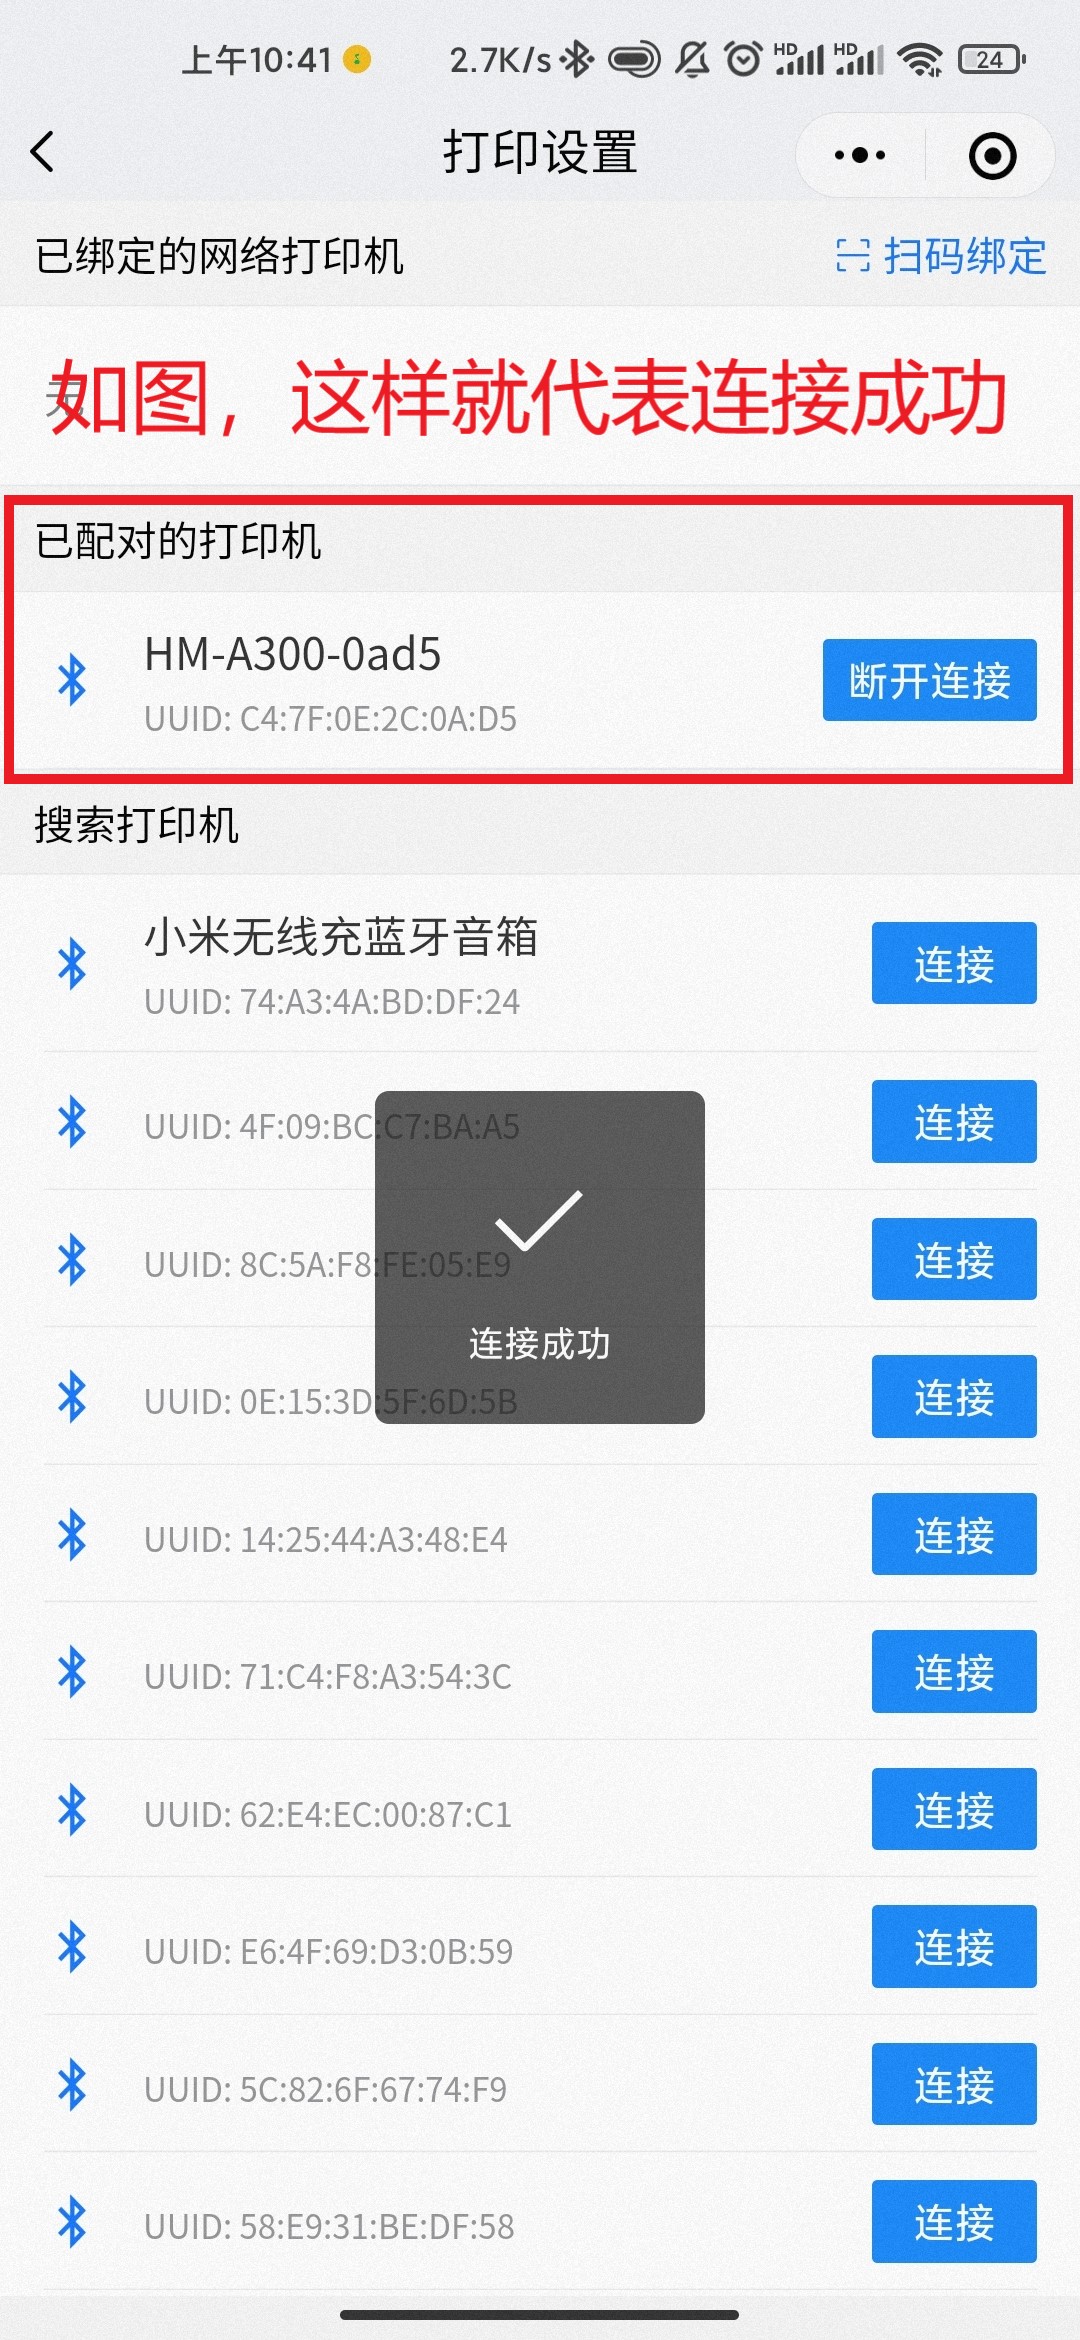 上午10:41 2.7K/s HD HD 24
打印设置
已绑定的网络打印机 扫码绑定
无
如图，这样就代表连接成功
已配对的打印机
HM-A300-0ad5
UUID: C4:7F:0E:2C:0A:D5
断开连接
搜索打印机
小米无线充蓝牙音箱
UUID: 74:A3:4A:BD:DF:24
连接
UUID: 4F:09:BC:C7:BA:A5 连接
UUID: 8C:5A:F8:FE:05:E9 连接
连接成功
UUID: 0E:15:3D:5F:6D:5B 连接
UUID: 14:25:44:A3:48:E4 连接
UUID: 71:C4:F8:A3:54:3C 连接
UUID: 62:E4:EC:00:87:C1 连接
UUID: E6:4F:69:D3:0B:59 连接
UUID: 5C:82:6F:67:74:F9 连接
UUID: 58:E9:31:BE:DF:58 连接